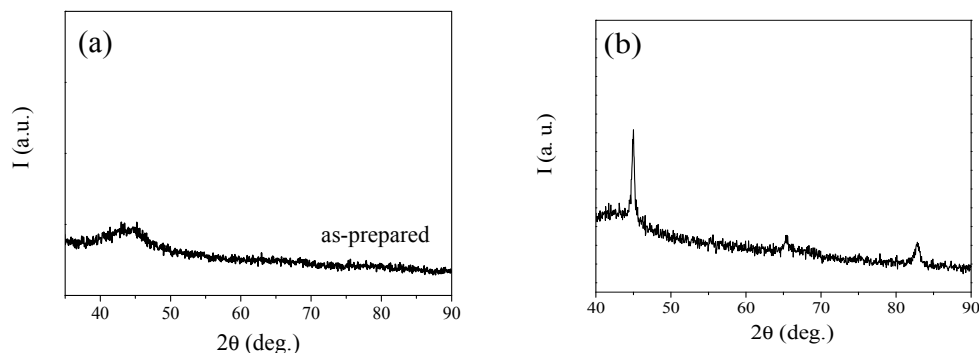 (a)
I (a.u.)
as-prepared
40 50 60 70 80 90
2θ (deg.)
(b)
I (a. u.)
40 50 60 70 80 90
2θ (deg.)